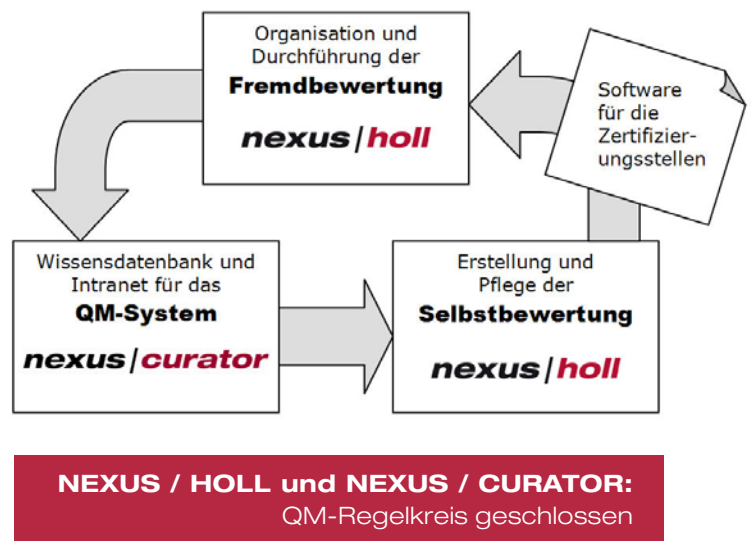 Organisation und
Durchführung der
Fremdbewertung
nexus/holl
Software
für die
Zertifizier-
ungsstellen
Wissensdatenbank und
Intranet für das
QM-System
nexus/curator
Erstellung und
Pflege der
Selbstbewertung
nexus/holl
NEXUS / HOLL und NEXUS / CURATOR:
QM-Regelkreis geschlossen